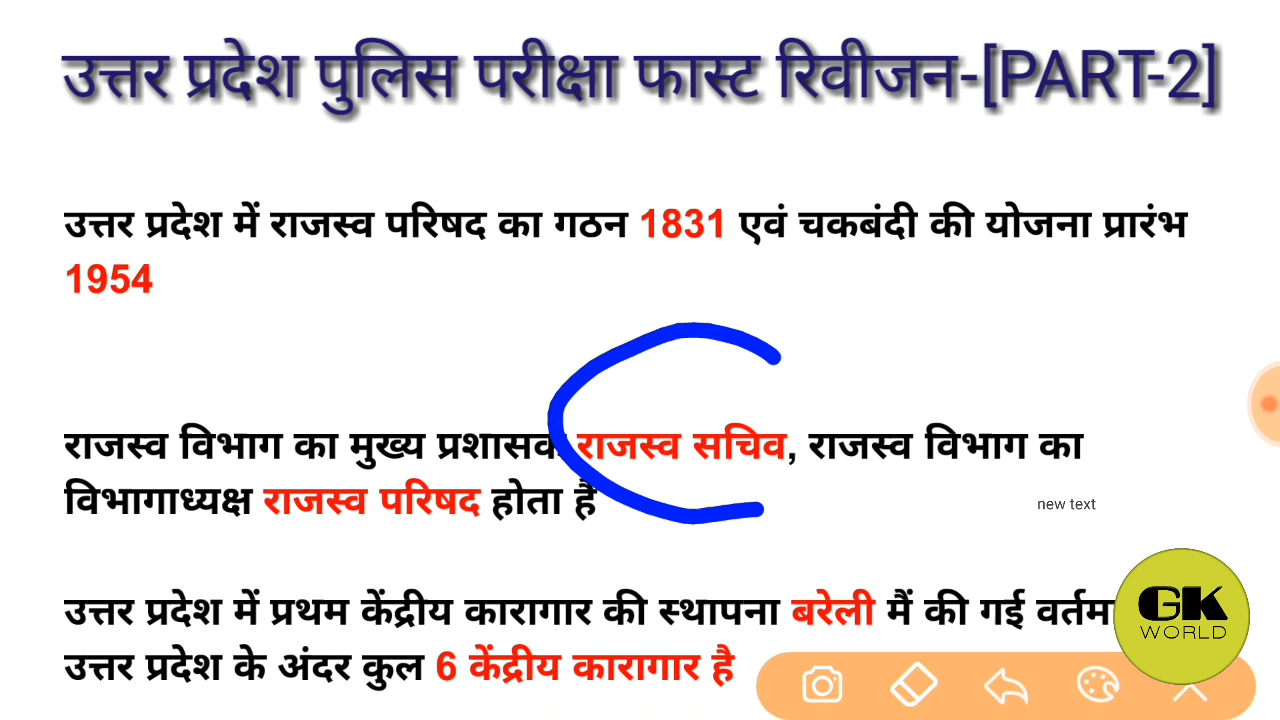 उत्तर प्रदेश पुलिस परीक्षा फास्ट रिवीजन-[PART-2]
उत्तर प्रदेश में राजस्व परिषद का गठन 1831 एवं चकबंदी की योजना प्रारंभ
1954
राजस्व विभाग का मुख्य प्रशासक राजस्व सचिव, राजस्व विभाग का
विभागाध्यक्ष राजस्व परिषद होता है
new text
उत्तर प्रदेश में प्रथम केंद्रीय कारागार की स्थापना बरेली मैं की गई
उत्तर प्रदेश के अंदर कुल 6 केंद्रीय कारागार है
GK
WORLD